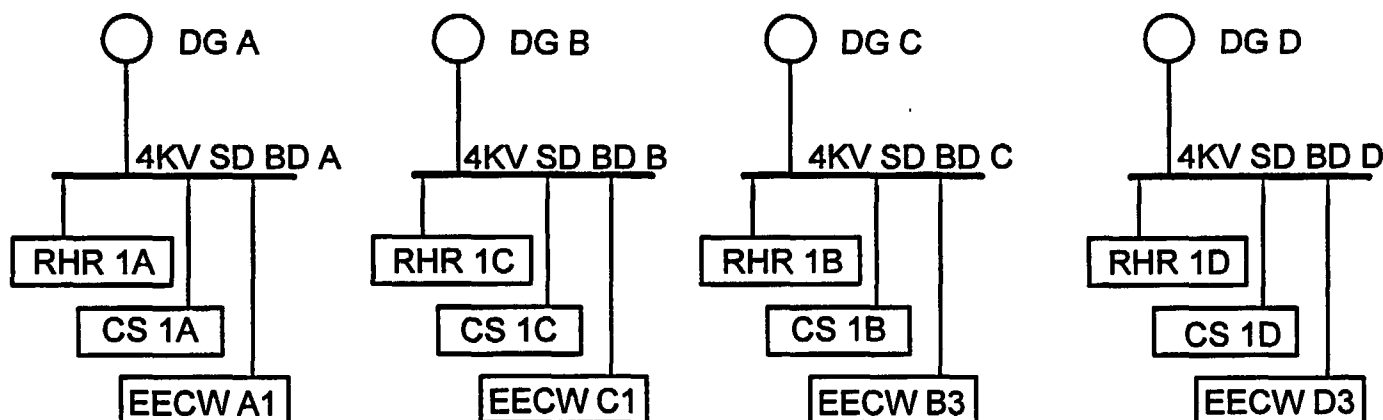 DG A
DG B
DG C
DG D
4KV SD BD A
4KV SD BD B
4KV SD BD C
4KV SD BD D
RHR 1A
RHR 1C
RHR 1B
RHR 1D
CS 1A
CS 1C
CS 1B
CS 1D
EECW A1
EECW C1
EECW B3
EECW D3